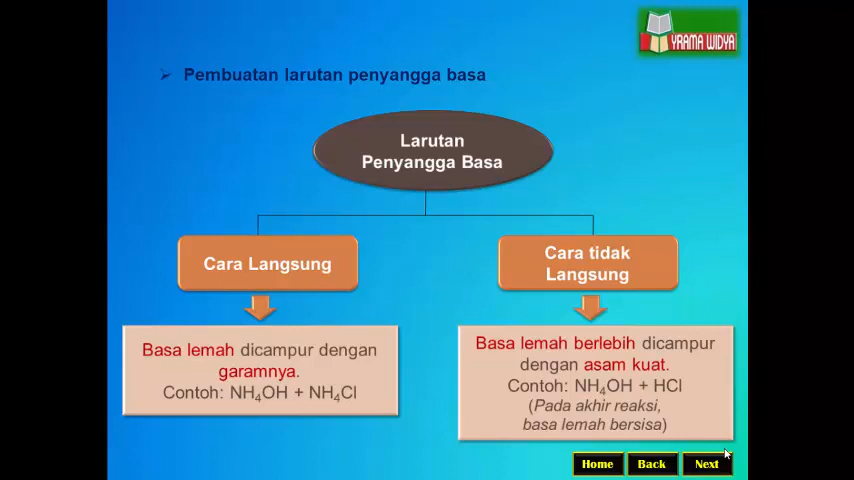 YRAMA WIDYA
➢ Pembuatan larutan penyangga basa
Larutan
Penyangga Basa
Cara Langsung
Cara tidak
Langsung
Basa lemah dicampur dengan
garamnya.
Contoh: NH₄OH + NH₄Cl
Basa lemah berlebih dicampur
dengan asam kuat.
Contoh: NH₄OH + HCl
(Pada akhir reaksi,
basa lemah bersisa)
Home
Back
Next